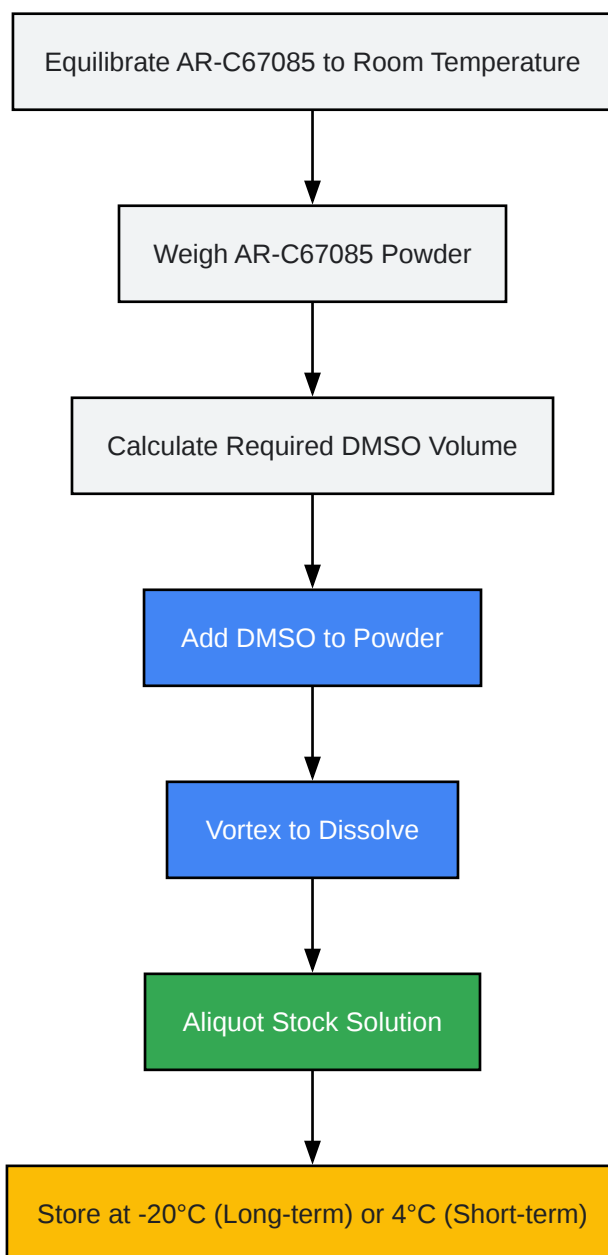 Equilibrate AR-C67085 to Room Temperature
Weigh AR-C67085 Powder
Calculate Required DMSO Volume
Add DMSO to Powder
Vortex to Dissolve
Aliquot Stock Solution
Store at -20°C (Long-term) or 4°C (Short-term)